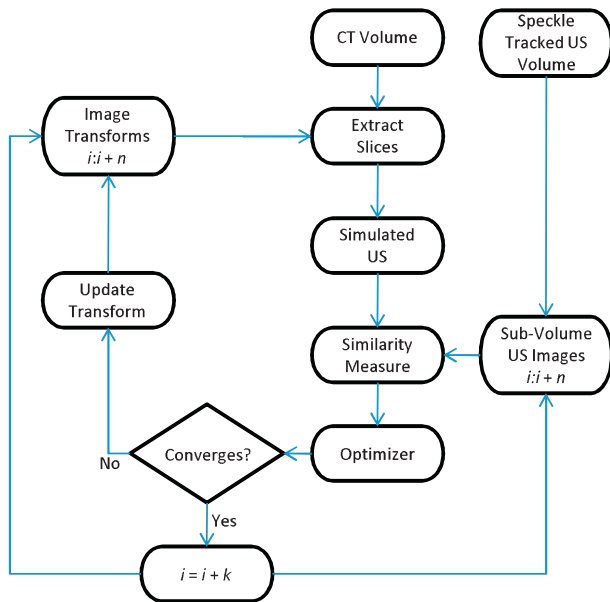 CT Volume
Speckle
Tracked US
Volume
Image
Transforms
i:i + n
Extract
Slices
Simulated
US
Update
Transform
Similarity
Measure
Sub-Volume
US Images
i:i + n
Converges?
Optimizer
No
Yes
i = i + k